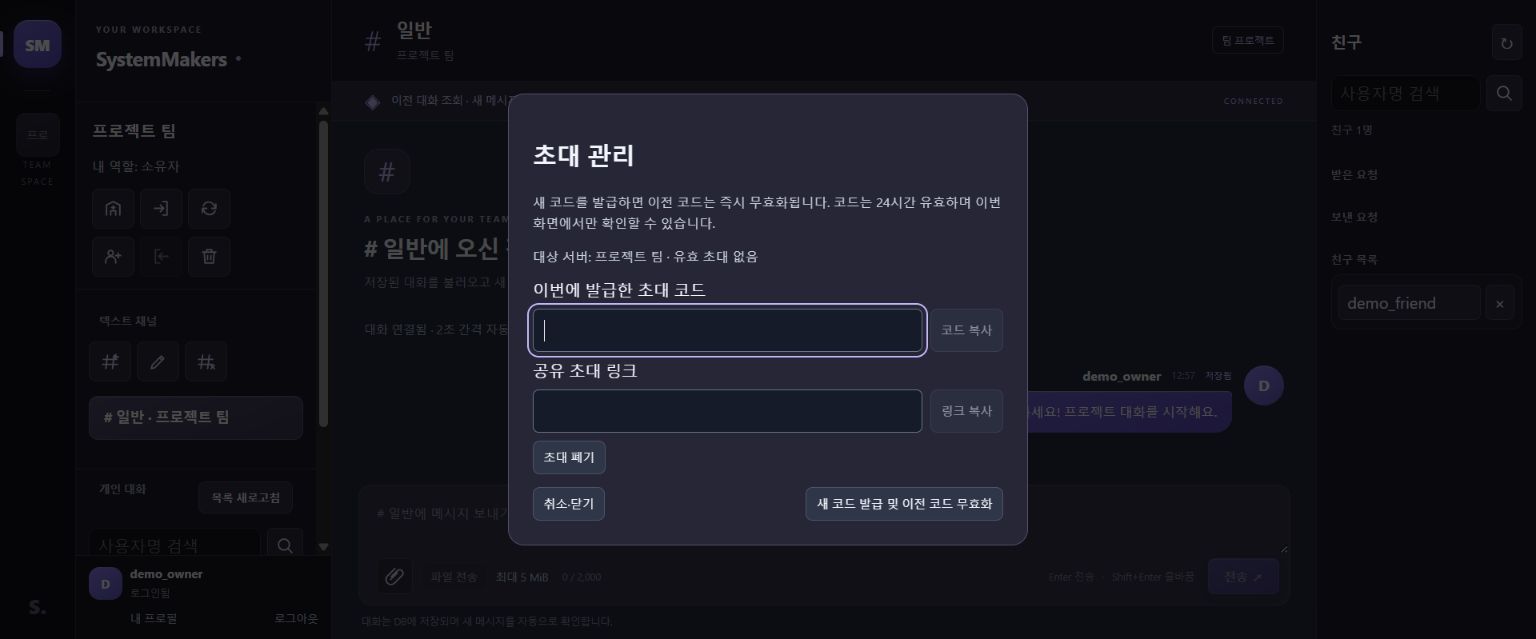 SM
프로
TEAM
SPACE
S.
YOUR WORKSPACE
SystemMakers
프로젝트 팀
내 역할: 소유자
텍스트 채널
# 일반 · 프로젝트 팀
개인 대화
목록 새로고침
사용자명 검색
D
demo_owner
로그인됨
내 프로필
로그아웃
# 일반
프로젝트 팀
팀 프로젝트
이전 대화 조회 · 새 메시지
CONNECTED
#
A PLACE FOR YOUR TEAM
# 일반에 오신
저장된 대화를 불러오고 새
대화 연결됨 · 2초 간격 자동
demo_owner 12:57 저장됨
D
세요! 프로젝트 대화를 시작해요.
# 일반에 메시지 보내기
파일 전송 최대 5 MiB 0 / 2,000
Enter 전송 · Shift+Enter 줄바꿈
전송 ↗
대화는 DB에 저장되며 새 메시지를 자동으로 확인합니다.
초대 관리
새 코드를 발급하면 이전 코드는 즉시 무효화됩니다. 코드는 24시간 유효하며 이번
화면에서만 확인할 수 있습니다.
대상 서버: 프로젝트 팀 · 유효 초대 없음
이번에 발급한 초대 코드
코드 복사
공유 초대 링크
링크 복사
초대 폐기
취소·닫기
새 코드 발급 및 이전 코드 무효화
친구
↻
사용자명 검색
친구 1명
받은 요청
보낸 요청
친구 목록
demo_friend
×